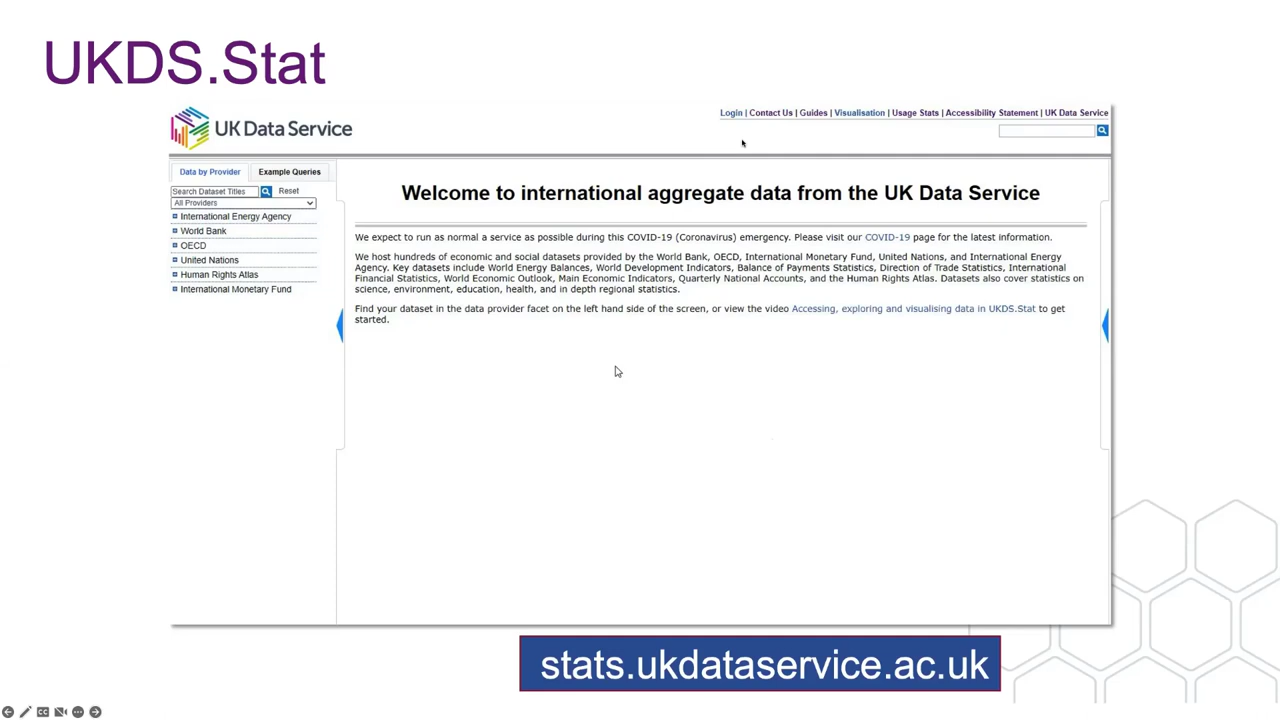 UKDS.Stat
UK Data Service
Login | Contact Us | Guides | Visualisation | Usage Stats | Accessibility Statement | UK Data Service
Data by Provider
Example Queries
Search Dataset Titles
Reset
All Providers
International Energy Agency
World Bank
OECD
United Nations
Human Rights Atlas
International Monetary Fund
Welcome to international aggregate data from the UK Data Service
We expect to run as normal a service as possible during this COVID-19 (Coronavirus) emergency. Please visit our COVID-19 page for the latest information.
We host hundreds of economic and social datasets provided by the World Bank, OECD, International Monetary Fund, United Nations, and International Energy
Agency. Key datasets include World Energy Balances, World Development Indicators, Balance of Payments Statistics, Direction of Trade Statistics, International
Financial Statistics, World Economic Outlook, Main Economic Indicators, Quarterly National Accounts, and the Human Rights Atlas. Datasets also cover statistics on
science, environment, education, health, and in depth regional statistics.
Find your dataset in the data provider facet on the left hand side of the screen, or view the video Accessing, exploring and visualising data in UKDS.Stat to get
started.
stats.ukdataservice.ac.uk
CC